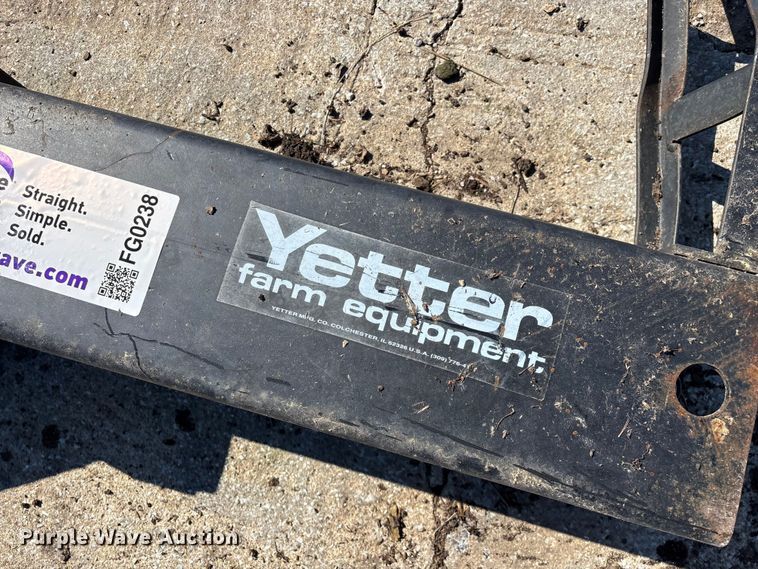 Straight.
Simple.
Sold.
ave.com
FG0238
Yetter
farm equipment
YETTER MFG. CO. COLCHESTER, IL 62326 U.S.A. (309) 776-
Purple Wave Auction